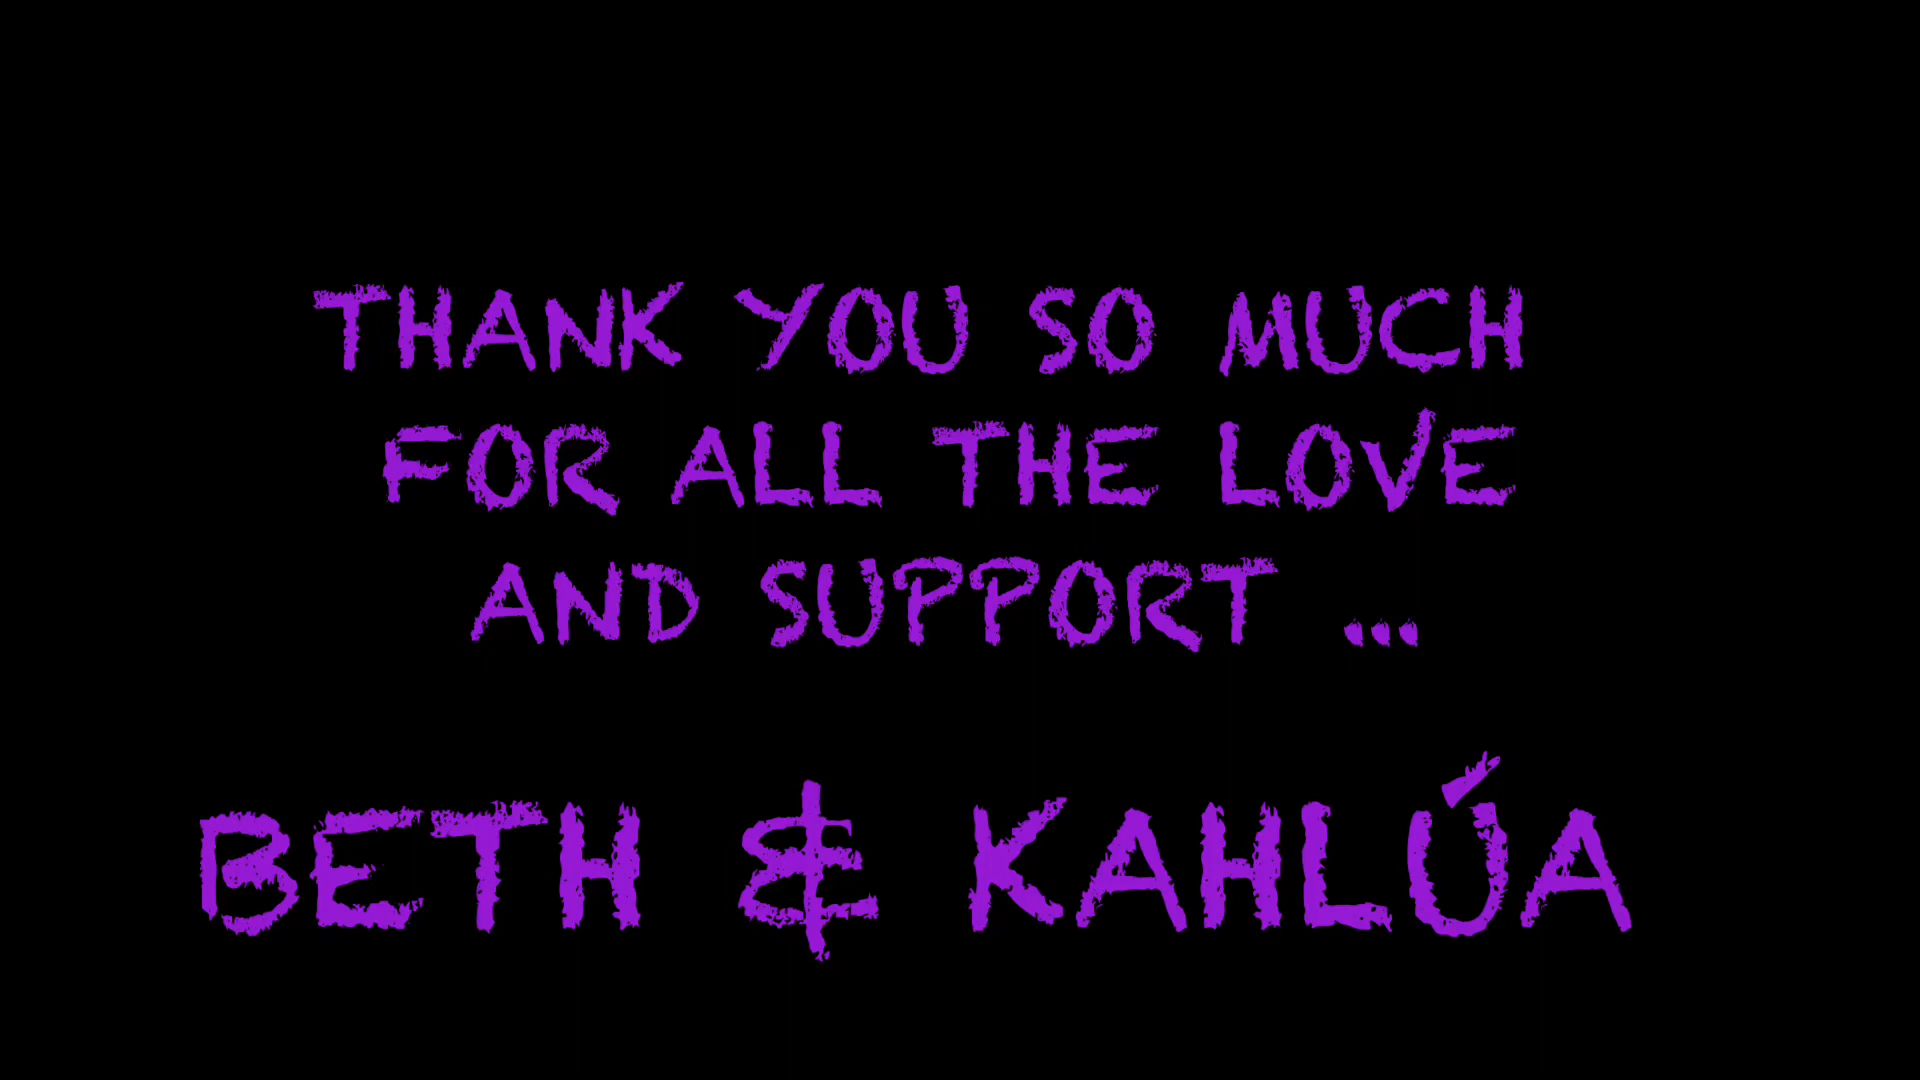 THANK YOU SO MUCH
FOR ALL THE LOVE
AND SUPPORT ...
BETH & KAHLÚA